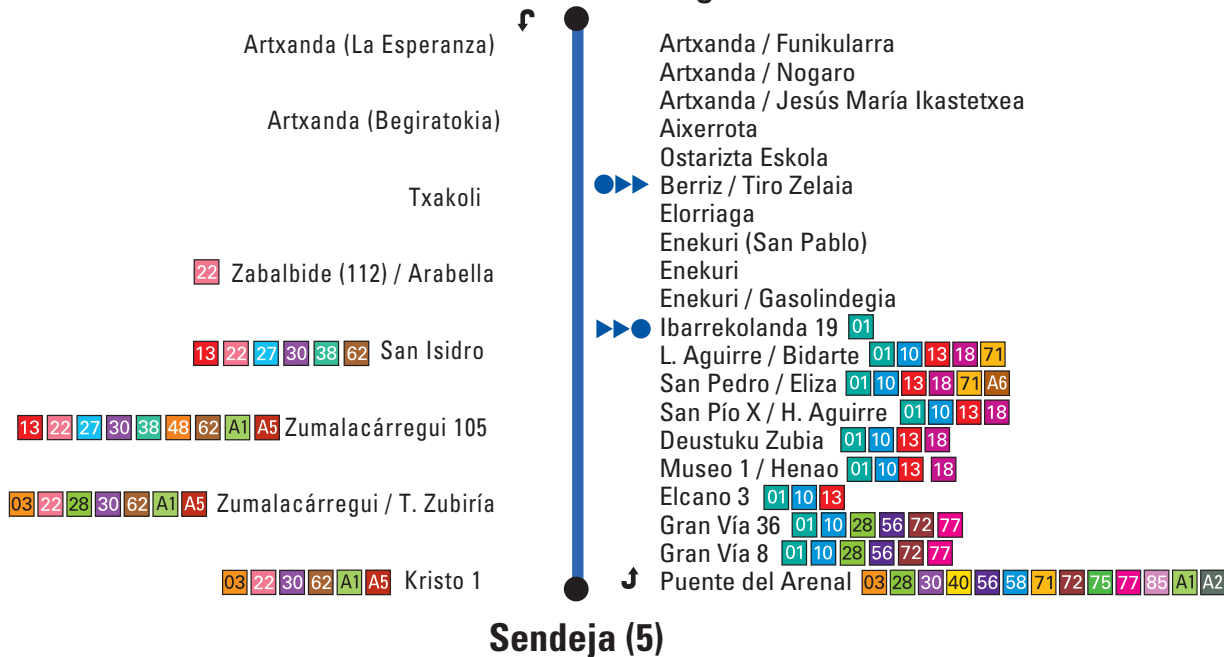 Artxanda (La Esperanza)
Artxanda (Begiratokia)
Txakoli
22 Zabalbide (112) / Arabella
13 22 27 30 38 62 San Isidro
13 22 27 30 38 48 62 A1 A5 Zumalacárregui 105
03 22 28 30 62 A1 A5 Zumalacárregui / T. Zubiría
03 22 30 62 A1 A5 Kristo 1
Artxanda / Funikularra
Artxanda / Nogaro
Artxanda / Jesús María Ikastetxea
Aixerrota
Ostarizta Eskola
Berriz / Tiro Zelaia
Elorriaga
Enekuri (San Pablo)
Enekuri
Enekuri / Gasolindegia
Ibarrekolanda 19 01
L. Aguirre / Bidarte 01 10 13 18 71
San Pedro / Eliza 01 10 13 18 71 A6
San Pío X / H. Aguirre 01 10 13 18
Deustuku Zubia 01 10 13 18
Museo 1 / Henao 01 10 13 18
Elcano 3 01 10 13
Gran Vía 36 01 10 28 56 72 77
Gran Vía 8 01 10 28 56 72 77
Puente del Arenal 03 28 30 40 56 58 71 72 75 77 85 A1 A2
Sendeja (5)